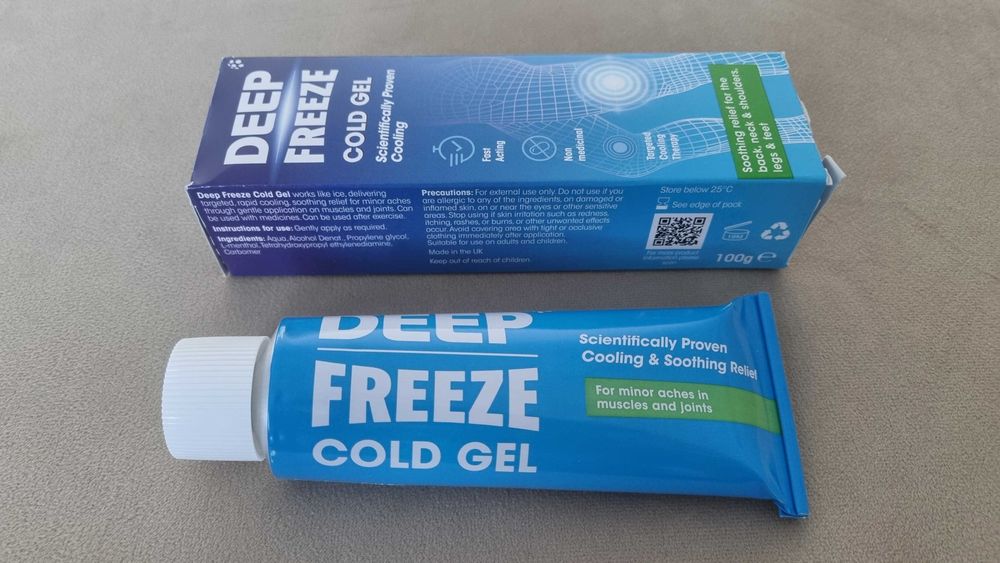 DEEP
FREEZE
COLD GEL
Scientifically Proven
Cooling
Fast
Acting
Non
medicinal
Targeted
Cooling
Therapy
Soothing relief for the
back, neck & shoulders,
legs & feet
Deep Freeze Cold Gel works like ice, delivering
targeted, rapid cooling, soothing relief for minor aches
through gentle application on muscles and joints. Can
be used with medicines. Can be used after exercise.
Instructions for use: Gently apply as required.
Ingredients: Aqua, Alcohol Denat., Propylene glycol,
L-menthol, Tetrahydroxypropyl ethylenediamine,
Carbomer
Precautions: For external use only. Do not use if you
are allergic to any of the ingredients, on damaged or
inflamed skin, on or near the eyes or other sensitive
areas. Stop using if skin irritation such as redness,
itching, rashes, or burns, or other unwanted effects
occur. Avoid covering area with tight or occlusive
clothing immediately after application.
Suitable for use on adults and children.
Made in the UK
Keep out of reach of children.
Store below 25°C
See edge of pack
For more product
information please
scan
12M
100g e
DEEP
FREEZE
COLD GEL
Scientifically Proven
Cooling & Soothing Relief
For minor aches in
muscles and joints